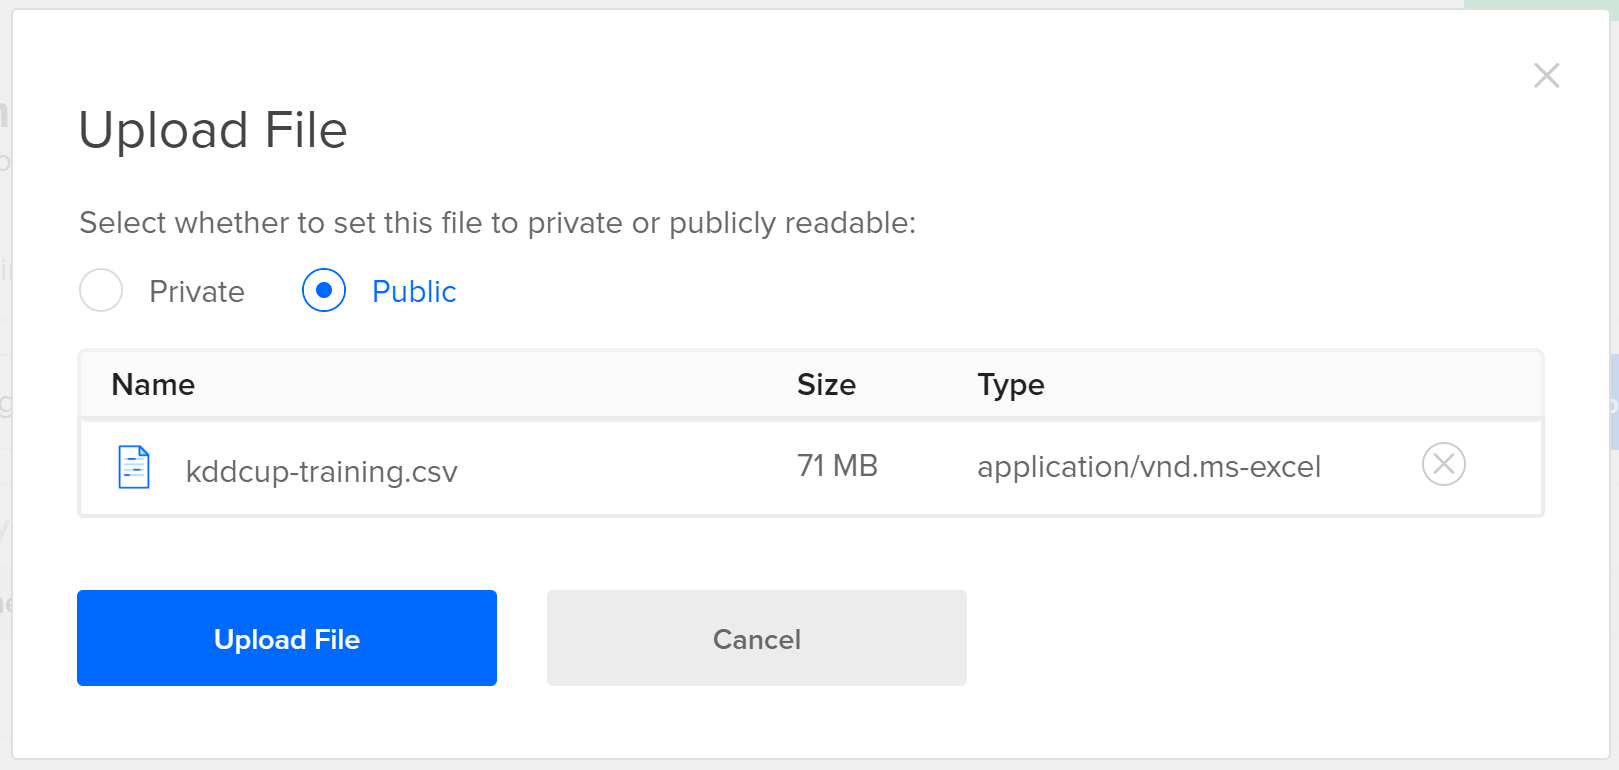 Upload File
Select whether to set this file to private or publicly readable:
Private Public
Name Size Type
kddcup-training.csv 71 MB application/vnd.ms-excel
Upload File Cancel